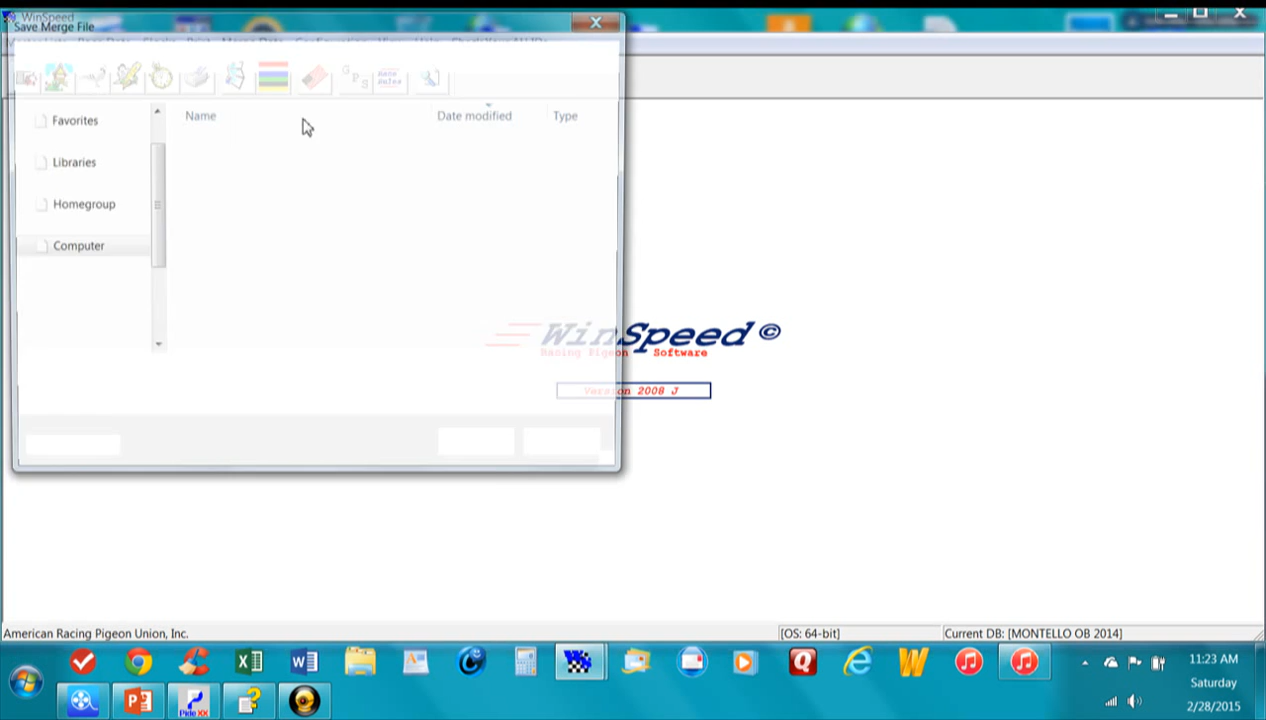 WinSpeed
Save Merge File
Name
Date modified
Type
Favorites
Libraries
Homegroup
Computer
WinSpeed ©
Racing Pigeon Software
Version 2008 J
American Racing Pigeon Union, Inc.
[OS: 64-bit]
Current DB: [MONTELLO OB 2014]
11:23 AM
Saturday
2/28/2015